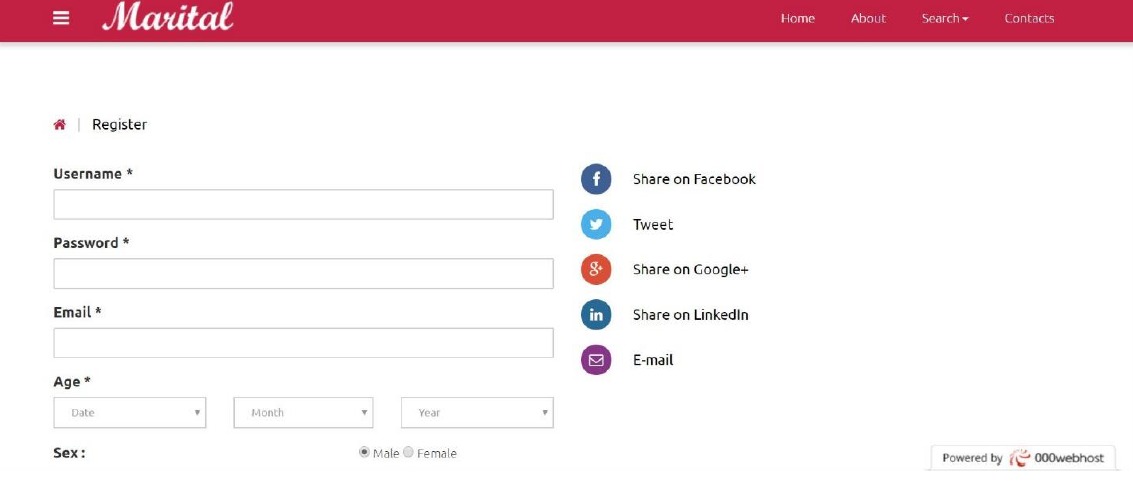 Marital
Home About Search Contacts
Register
Username *
Password *
Email *
Age *
Date Month Year
Sex : Male Female
Share on Facebook
Tweet
Share on Google+
Share on LinkedIn
E-mail
Powered by 000webhost